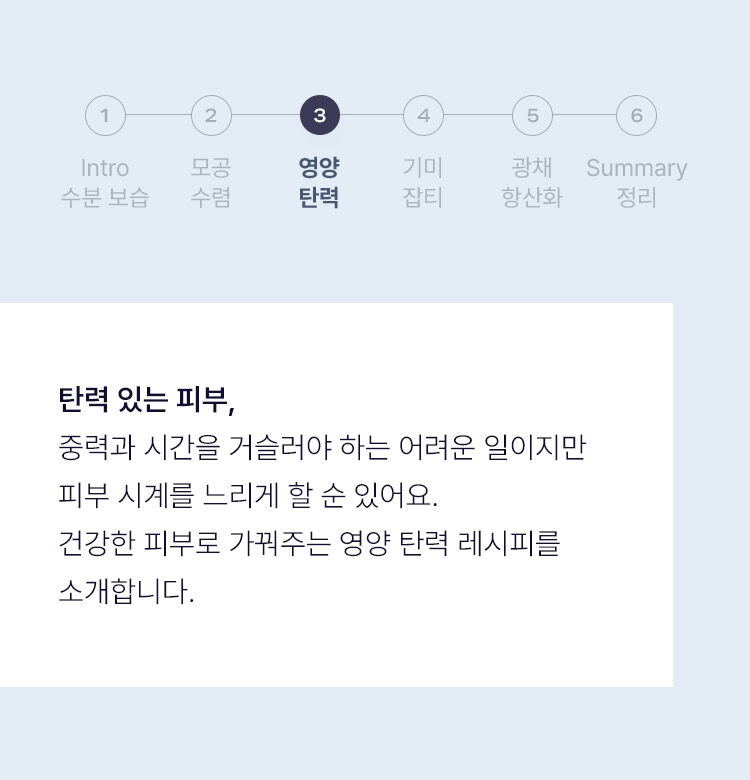 1 2 3 4 5 6
Intro 모공 영양 기미 광채 Summary
수분 보습 수렴 탄력 잡티 항산화 정리
탄력 있는 피부,
중력과 시간을 거슬러야 하는 어려운 일이지만
피부 시계를 느리게 할 순 있어요.
건강한 피부로 가꿔주는 영양 탄력 레시피를
소개합니다.